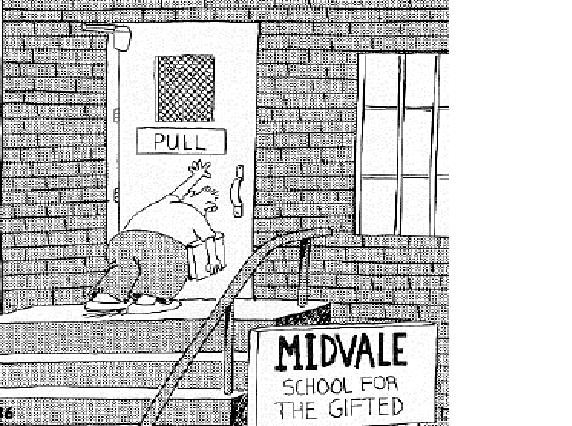 PULL
MIDVALE
SCHOOL FOR
THE GIFTED